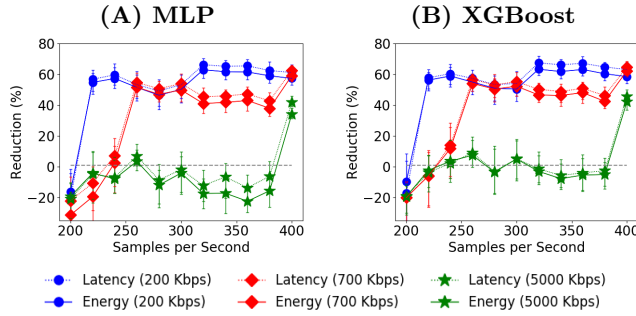 (A) MLP
(B) XGBoost
80
60
40
20
0
−20
Reduction (%)
200
250
300
350
400
Samples per Second
80
60
40
20
0
−20
Reduction (%)
200
250
300
350
400
Samples per Second
Latency (200 Kbps)
Latency (700 Kbps)
Latency (5000 Kbps)
Energy (200 Kbps)
Energy (700 Kbps)
Energy (5000 Kbps)